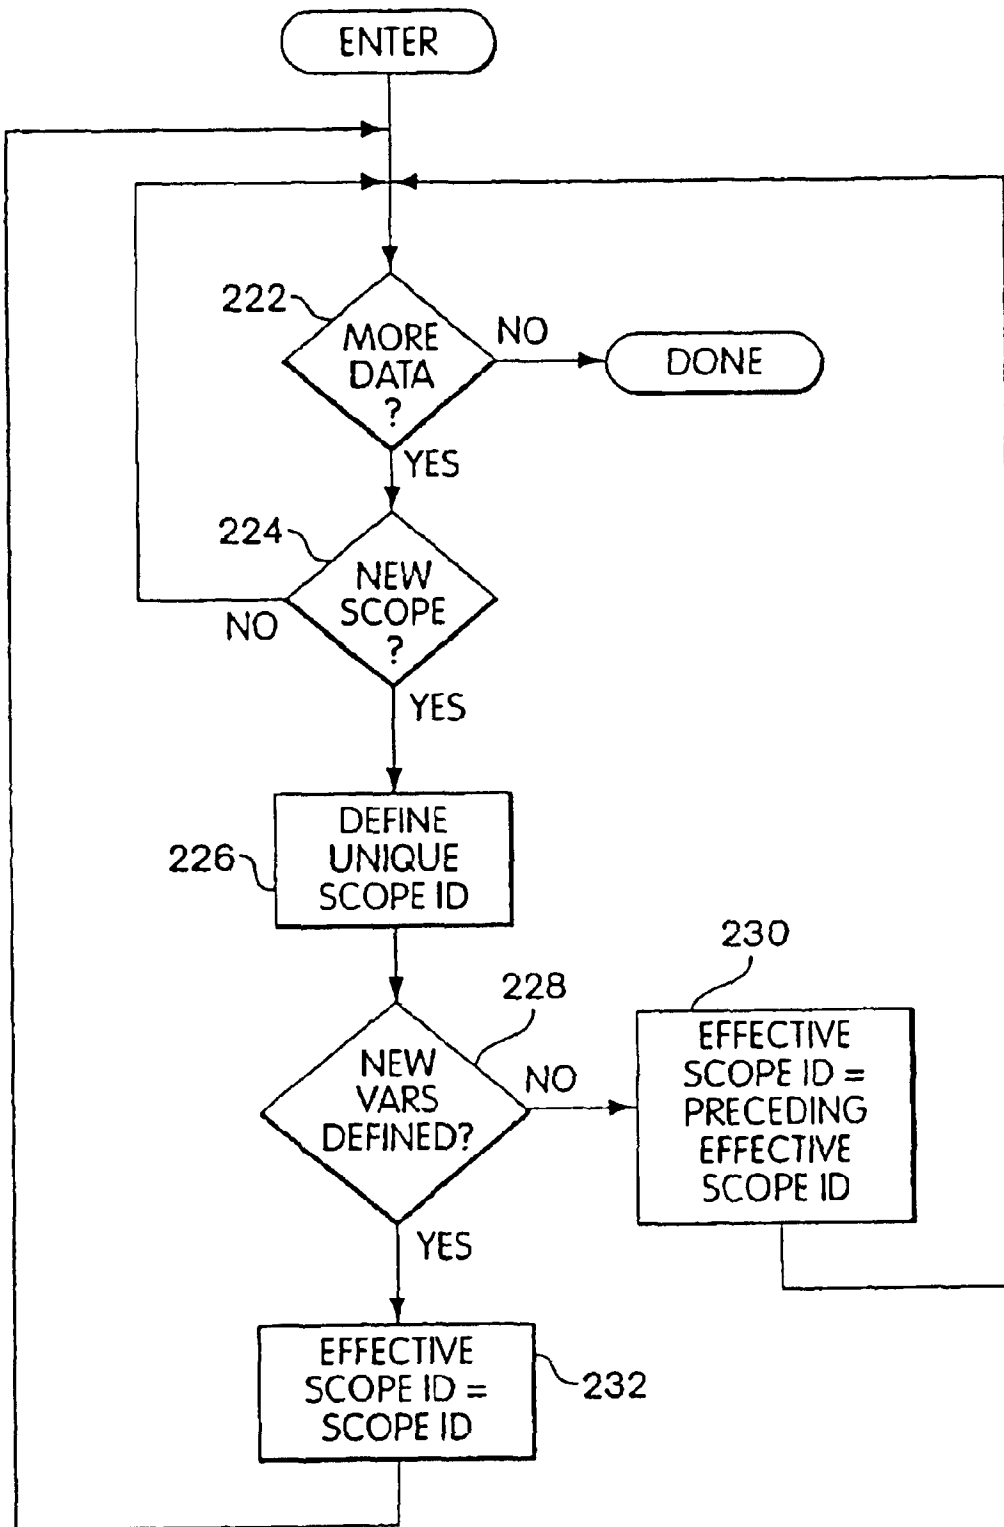 ENTER
222
MORE
DATA
?
NO
DONE
YES
224
NEW
SCOPE
?
NO
YES
226
DEFINE
UNIQUE
SCOPE ID
228
NEW
VARS
DEFINED?
NO
230
EFFECTIVE
SCOPE ID =
PRECEDING
EFFECTIVE
SCOPE ID
YES
EFFECTIVE
SCOPE ID =
SCOPE ID
232